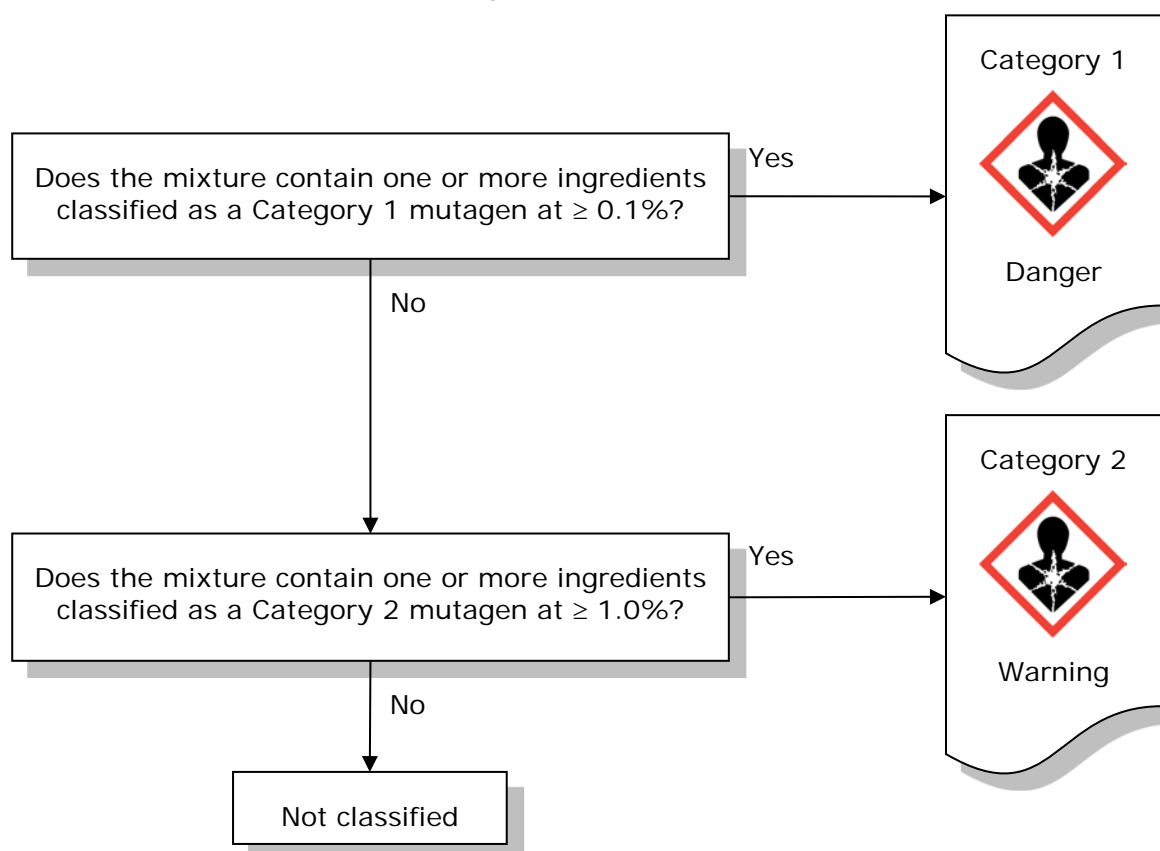 Category 1
Does the mixture contain one or more ingredients
classified as a Category 1 mutagen at ≥ 0.1%?
Yes
Danger
No
Category 2
Does the mixture contain one or more ingredients
classified as a Category 2 mutagen at ≥ 1.0%?
Yes
Warning
No
Not classified